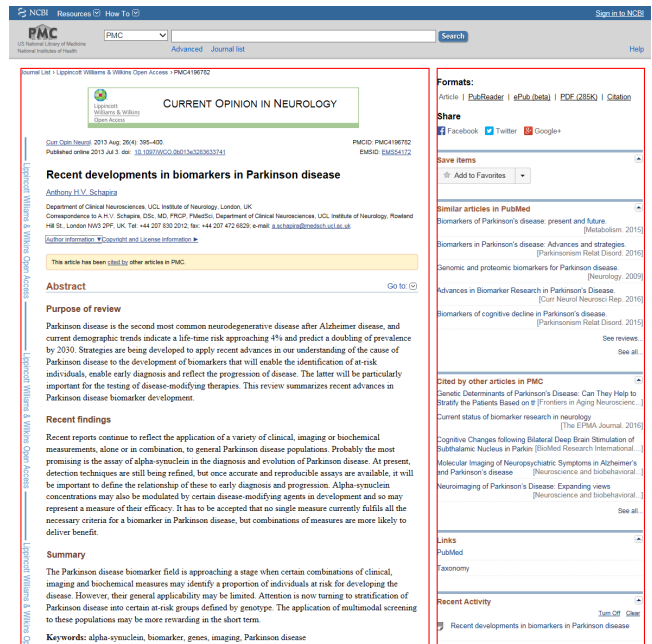 NCBI Resources How To Sign in to NCBI
PMC
US National Library of Medicine
National Institutes of Health
PMC Search
Advanced Journal list Help
Journal List > Lippincott Williams & Wilkins Open Access > PMC4196782
Lippincott
Williams & Wilkins
Open Access
CURRENT OPINION IN NEUROLOGY
Curr Opin Neurol. 2013 Aug; 26(4): 395–400. PMCID: PMC4196782
Published online 2013 Jul 3. doi: 10.1097/WCO.0b013e3283633741 EMSID: EMS54172
Recent developments in biomarkers in Parkinson disease
Anthony H.V. Schapira
Department of Clinical Neurosciences, UCL Institute of Neurology, London, UK
Correspondence to A.H.V. Schapira, DSc, MD, FRCP, FMedSci, Department of Clinical Neurosciences, UCL Institute of Neurology, Rowland
Hill St., London NW3 2PF, UK, Tel: +44 207 830 2012; fax: +44 207 472 6829; e-mail: a.schapira@medsch.ucl.ac.uk
Author information ▼Copyright and License information ►
This article has been cited by other articles in PMC.
Abstract Go to:
Purpose of review
Parkinson disease is the second most common neurodegenerative disease after Alzheimer disease, and
current demographic trends indicate a life-time risk approaching 4% and predict a doubling of prevalence
by 2030. Strategies are being developed to apply recent advances in our understanding of the cause of
Parkinson disease to the development of biomarkers that will enable the identification of at-risk
individuals, enable early diagnosis and reflect the progression of disease. The latter will be particularly
important for the testing of disease-modifying therapies. This review summarizes recent advances in
Parkinson disease biomarker development.
Recent findings
Recent reports continue to reflect the application of a variety of clinical, imaging or biochemical
measurements, alone or in combination, to general Parkinson disease populations. Probably the most
promising is the assay of alpha-synuclein in the diagnosis and evolution of Parkinson disease. At present,
detection techniques are still being refined, but once accurate and reproducible assays are available, it will
be important to define the relationship of these to early diagnosis and progression. Alpha-synuclein
concentrations may also be modulated by certain disease-modifying agents in development and so may
represent a measure of their efficacy. It has to be accepted that no single measure currently fulfils all the
necessary criteria for a biomarker in Parkinson disease, but combinations of measures are more likely to
deliver benefit.
Summary
The Parkinson disease biomarker field is approaching a stage when certain combinations of clinical,
imaging and biochemical measures may identify a proportion of individuals at risk for developing the
disease. However, their general applicability may be limited. Attention is now turning to stratification of
Parkinson disease into certain at-risk groups defined by genotype. The application of multimodal screening
to these populations may be more rewarding in the short term.
Keywords: alpha-synuclein, biomarker, genes, imaging, Parkinson disease
Lippincott Williams & Wilkins Open Access
Lippincott Williams & Wilkins Open Access
Lippincott Williams & Wilkins Op
Formats:
Article | PubReader | ePub (beta) | PDF (285K) | Citation
Share
Facebook Twitter Google+
Save items
Add to Favorites
Similar articles in PubMed
Biomarkers of Parkinson's disease: present and future.
[Metabolism. 2015]
Biomarkers in Parkinson's disease: Advances and strategies.
[Parkinsonism Relat Disord. 2016]
Genomic and proteomic biomarkers for Parkinson disease.
[Neurology. 2009]
Advances in Biomarker Research in Parkinson's Disease.
[Curr Neurol Neurosci Rep. 2016]
Biomarkers of cognitive decline in Parkinson's disease.
[Parkinsonism Relat Disord. 2015]
See reviews...
See all...
Cited by other articles in PMC
Genetic Determinants of Parkinson's Disease: Can They Help to
Stratify the Patients Based on th [Frontiers in Aging Neuroscienc...]
Current status of biomarker research in neurology
[The EPMA Journal. 2016]
Cognitive Changes following Bilateral Deep Brain Stimulation of
Subthalamic Nucleus in Parkin [BioMed Research International....]
Molecular Imaging of Neuropsychiatric Symptoms in Alzheimer's
and Parkinson's disease [Neuroscience and biobehavioral...]
Neuroimaging of Parkinson's Disease: Expanding views
[Neuroscience and biobehavioral...]
See all...
Links
PubMed
Taxonomy
Recent Activity
Turn Off Clear
Recent developments in biomarkers in Parkinson disease